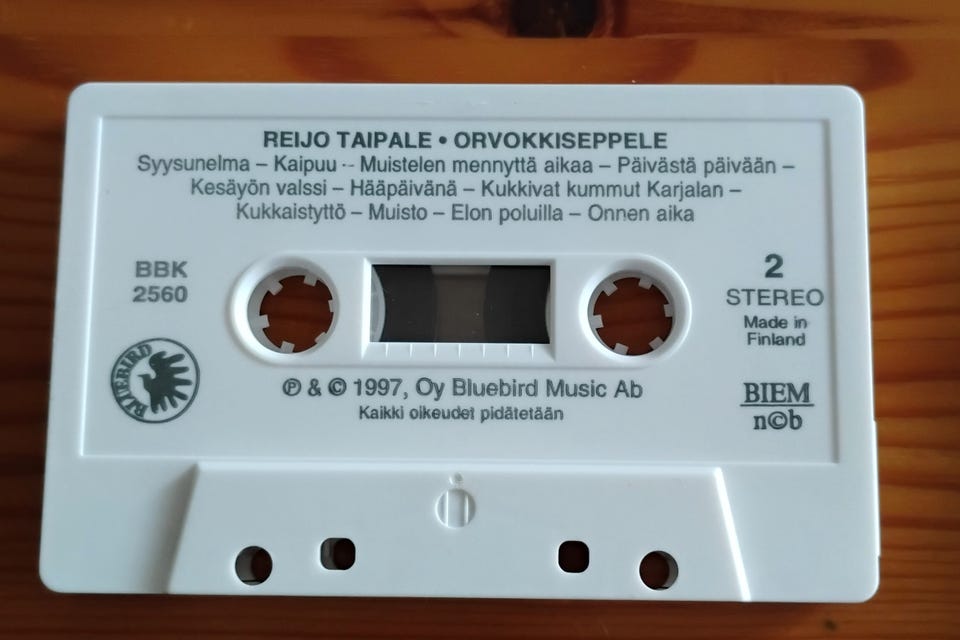 REIJO TAIPALE • ORVOKKISEPPELE
Syysunelma – Kaipuu -- Muistelen mennyttä aikaa – Päivästä päivään –
Kesäyön valssi – Hääpäivänä – Kukkivat kummut Karjalan –
Kukkaistyttö – Muisto – Elon poluilla – Onnen aika
BBK
2560
2
STEREO
Made in
Finland
BLUEBIRD
℗ & © 1997, Oy Bluebird Music Ab
Kaikki oikeudet pidätetään
BIEM
n©b